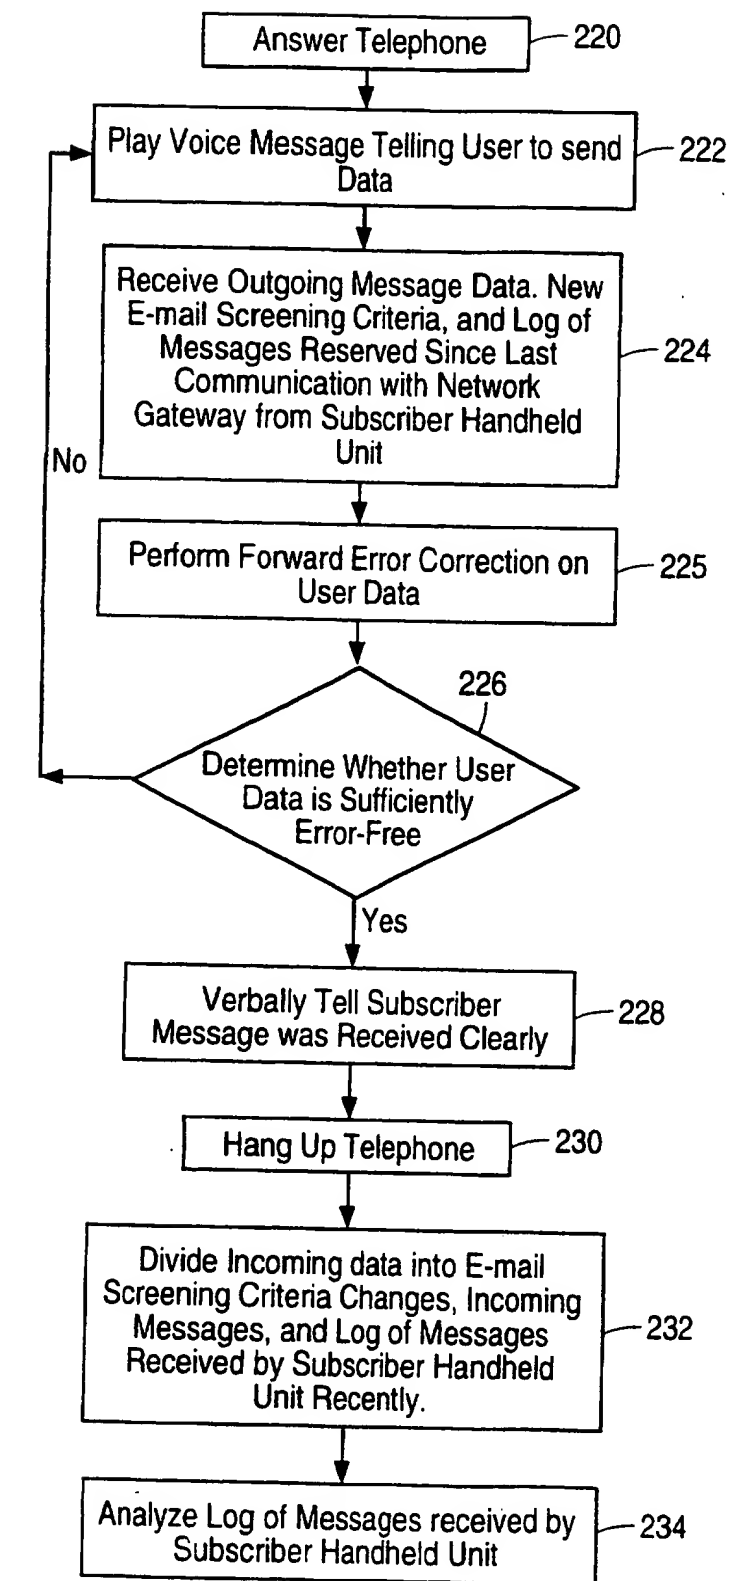 Answer Telephone
220
Play Voice Message Telling User to send
Data
222
Receive Outgoing Message Data. New
E-mail Screening Criteria, and Log of
Messages Reserved Since Last
Communication with Network
Gateway from Subscriber Handheld
Unit
224
No
Perform Forward Error Correction on
User Data
225
226
Determine Whether User
Data is Sufficiently
Error-Free
Yes
Verbally Tell Subscriber
Message was Received Clearly
228
Hang Up Telephone
230
Divide Incoming data into E-mail
Screening Criteria Changes, Incoming
Messages, and Log of Messages
Received by Subscriber Handheld
Unit Recently.
232
Analyze Log of Messages received by
Subscriber Handheld Unit
234